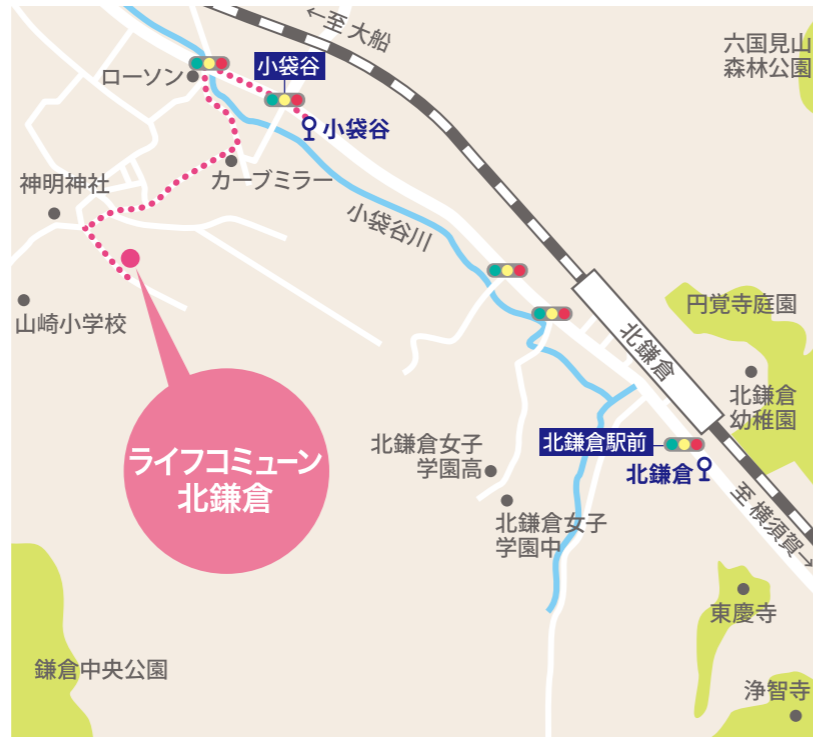 ←至 大船
六国見山
森林公園
ローソン
小袋谷
小袋谷
カーブミラー
神明神社
小袋谷川
山崎小学校
円覚寺庭園
北鎌倉
北鎌倉
幼稚園
ライフコミューン
北鎌倉
北鎌倉女子
学園高
北鎌倉駅前
北鎌倉
北鎌倉女子
学園中
至 横須賀→
東慶寺
鎌倉中央公園
浄智寺